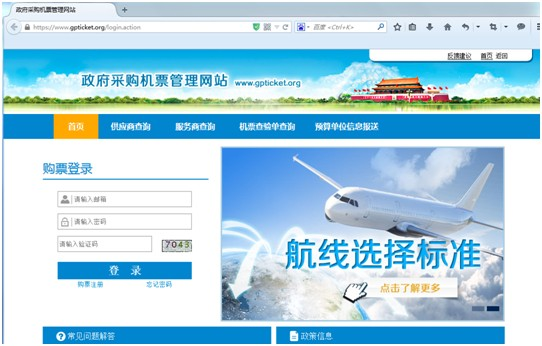 政府采购机票管理网站
https://www.gpticket.org/login.action
百度 <Ctrl+K>
反馈建议 首页 返回
政府采购机票管理网站 www.gpticket.org
首页 供应商查询 服务商查询 机票查验单查询 预算单位信息报送
购票登录
请输入邮箱
请输入密码
请输入验证码 7043
登 录
购票注册 忘记密码
航线选择标准
点击了解更多
常见问题解答 政策信息